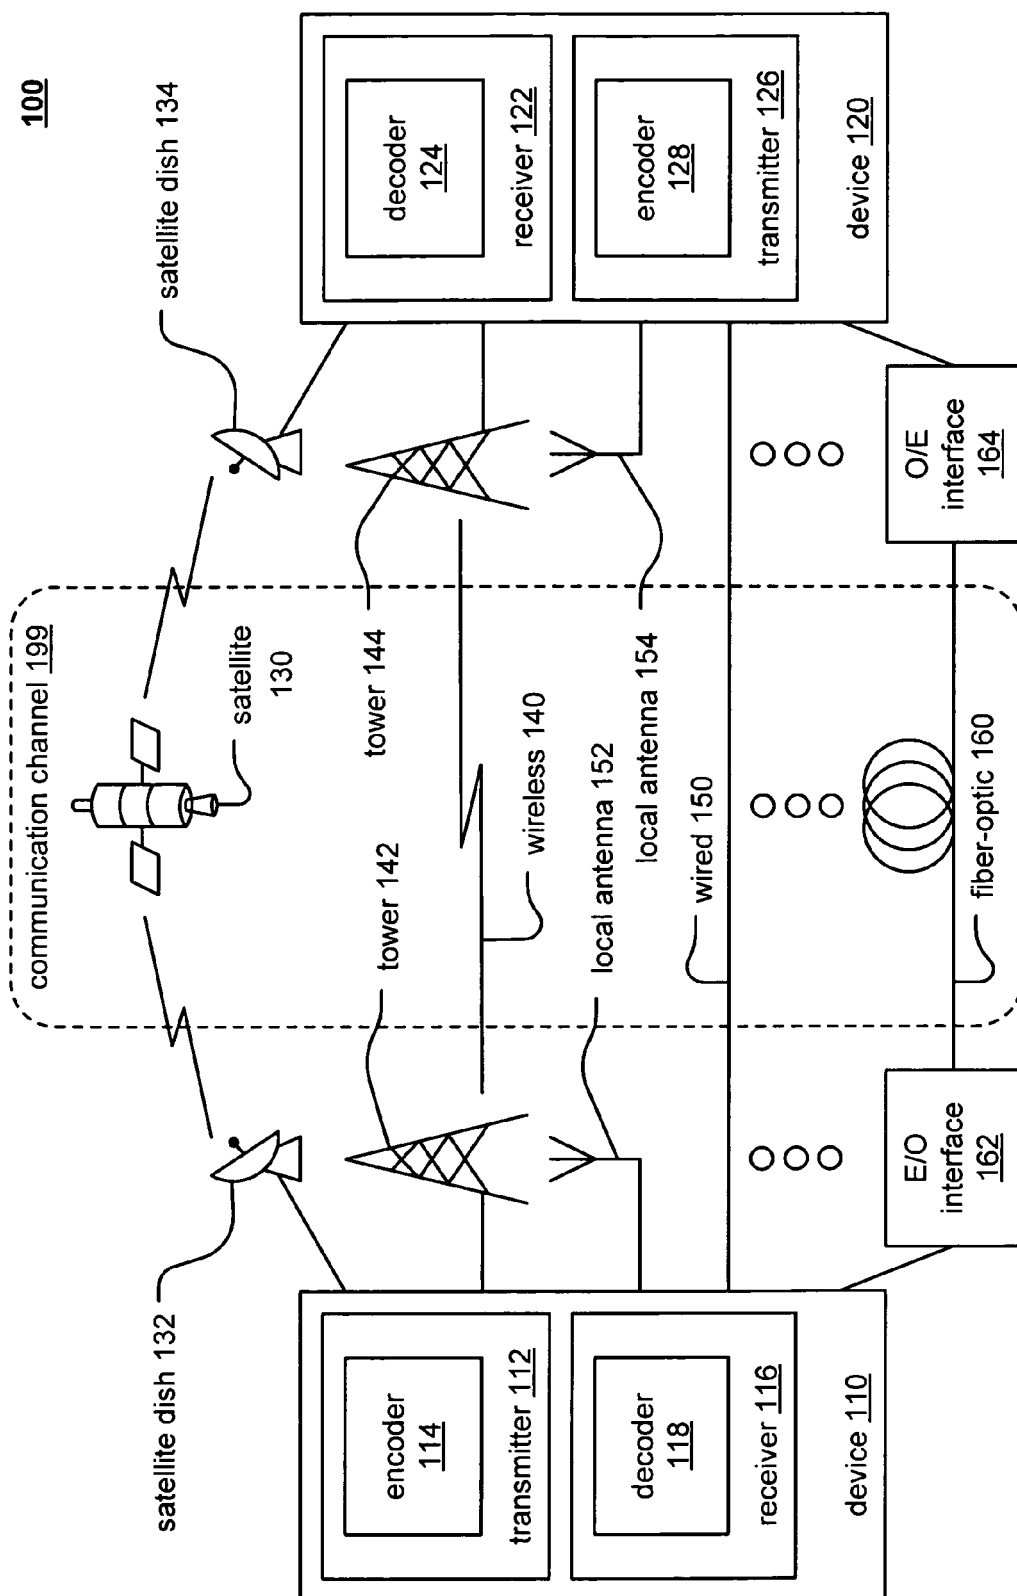 100
communication channel 199
satellite dish 132
satellite
130
satellite dish 134
encoder
114
transmitter 112
decoder
118
receiver 116
device 110
tower 142
tower 144
wireless 140
local antenna 152
local antenna 154
wired 150
fiber-optic 160
E/O
interface
162
O/E
interface
164
decoder
124
receiver 122
encoder
128
transmitter 126
device 120